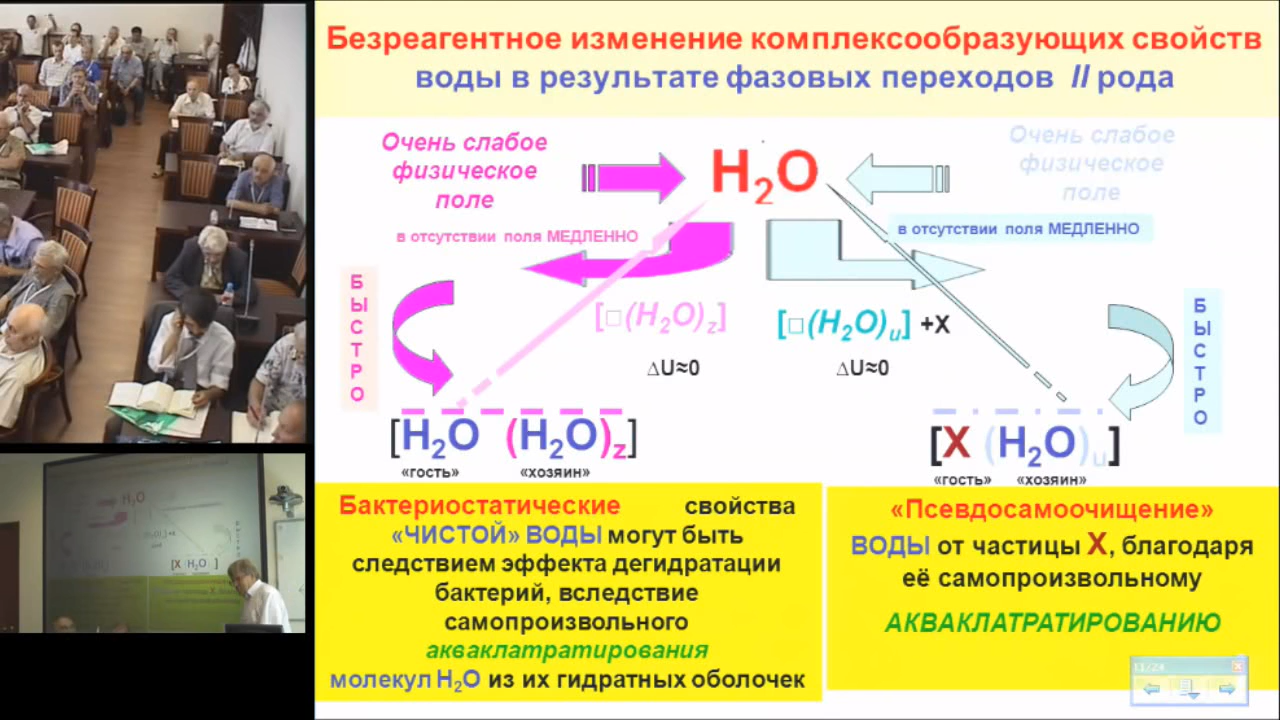 Безреагентное изменение комплексообразующих свойств
воды в результате фазовых переходов II рода
Очень слабое
физическое
поле
H2O
Очень слабое
физическое
поле
в отсутствии поля МЕДЛЕННО
в отсутствии поля МЕДЛЕННО
БЫСТРО
[□(H2O)z]
[□(H2O)u] +X
БЫСТРО
∆U≈0
∆U≈0
[H2O (H2O)z]
«гость» «хозяин»
[X (H2O)u]
«гость» «хозяин»
Бактериостатические свойства
«ЧИСТОЙ» ВОДЫ могут быть
следствием эффекта дегидратации
бактерий, вследствие
самопроизвольного
акваклатратирования
молекул H2O из их гидратных оболочек
«Псевдосамоочищение»
ВОДЫ от частицы X, благодаря
её самопроизвольному
АКВАКЛАТРАТИРОВАНИЮ
11/24